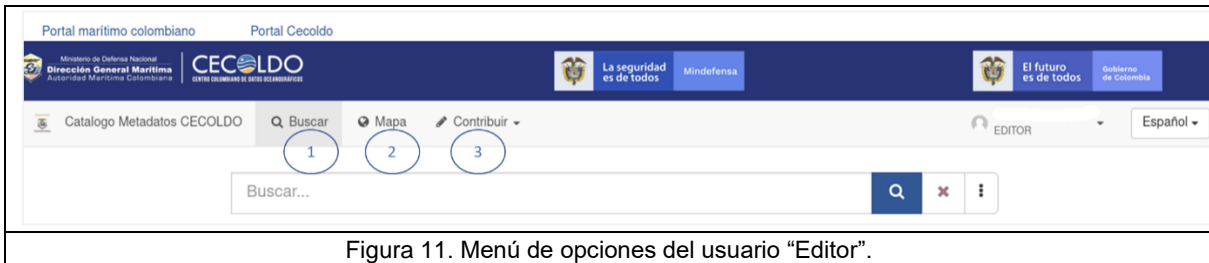 Portal marítimo colombiano Portal Cecoldo
Ministerio de Defensa Nacional
Dirección General Marítima
Autoridad Marítima Colombiana
CECOLDO
CENTRO COLOMBIANO DE DATOS OCEANOGRÁFICOS
La seguridad
es de todos
Mindefensa
El futuro
es de todos
Gobierno
de Colombia
Catalogo Metadatos CECOLDO Buscar Mapa Contribuir EDITOR Español
1 2 3
Buscar...
Figura 11. Menú de opciones del usuario “Editor”.